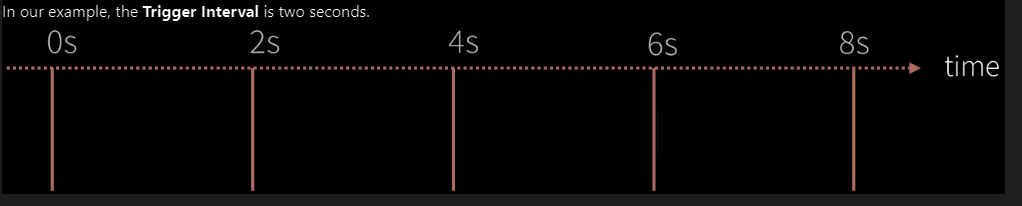 In our example, the Trigger Interval is two seconds.
0s 2s 4s 6s 8s
time